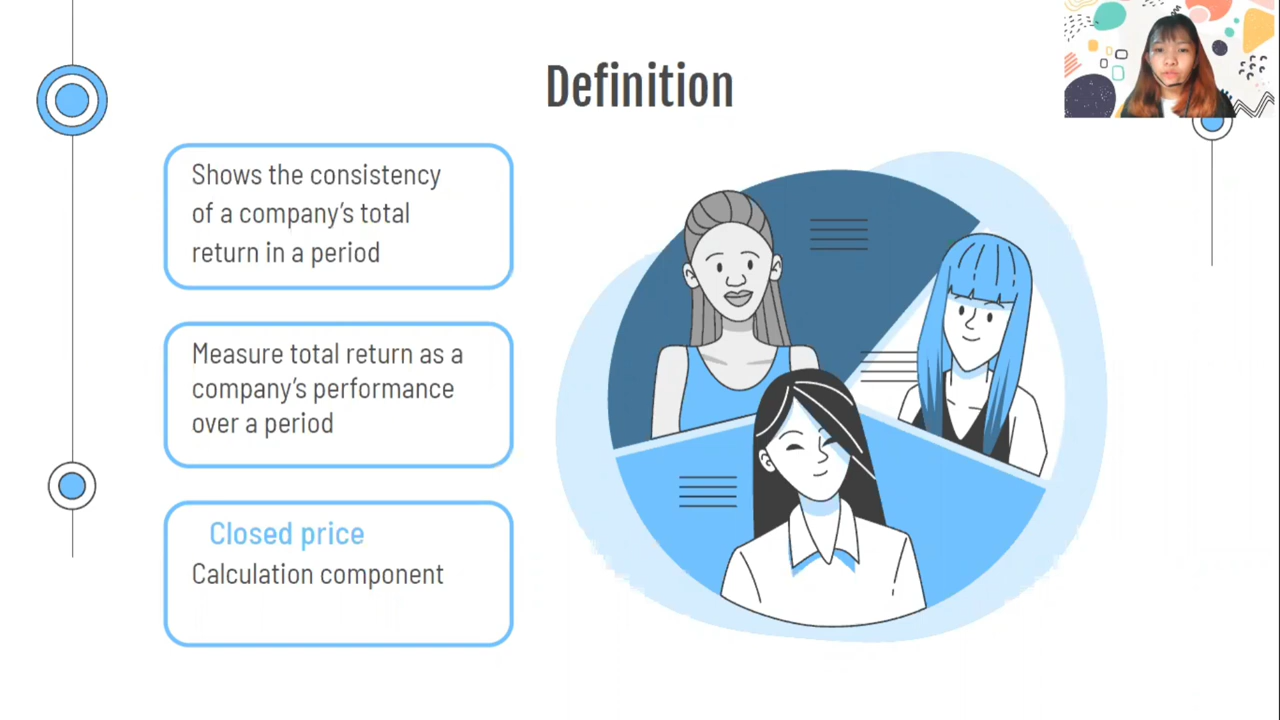 Definition
Shows the consistency
of a company's total
return in a period
Measure total return as a
company's performance
over a period
Closed price
Calculation component